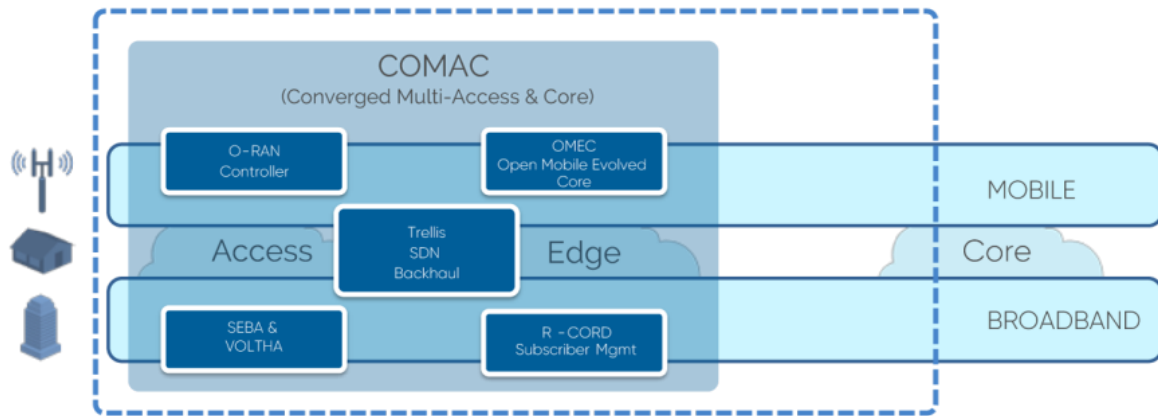 COMAC
(Converged Multi-Access & Core)
O-RAN
Controller
OMEC
Open Mobile Evolved
Core
MOBILE
Trellis
SDN
Backhaul
Access
Edge
Core
SEBA &
VOLTHA
R -CORD
Subscriber Mgmt
BROADBAND